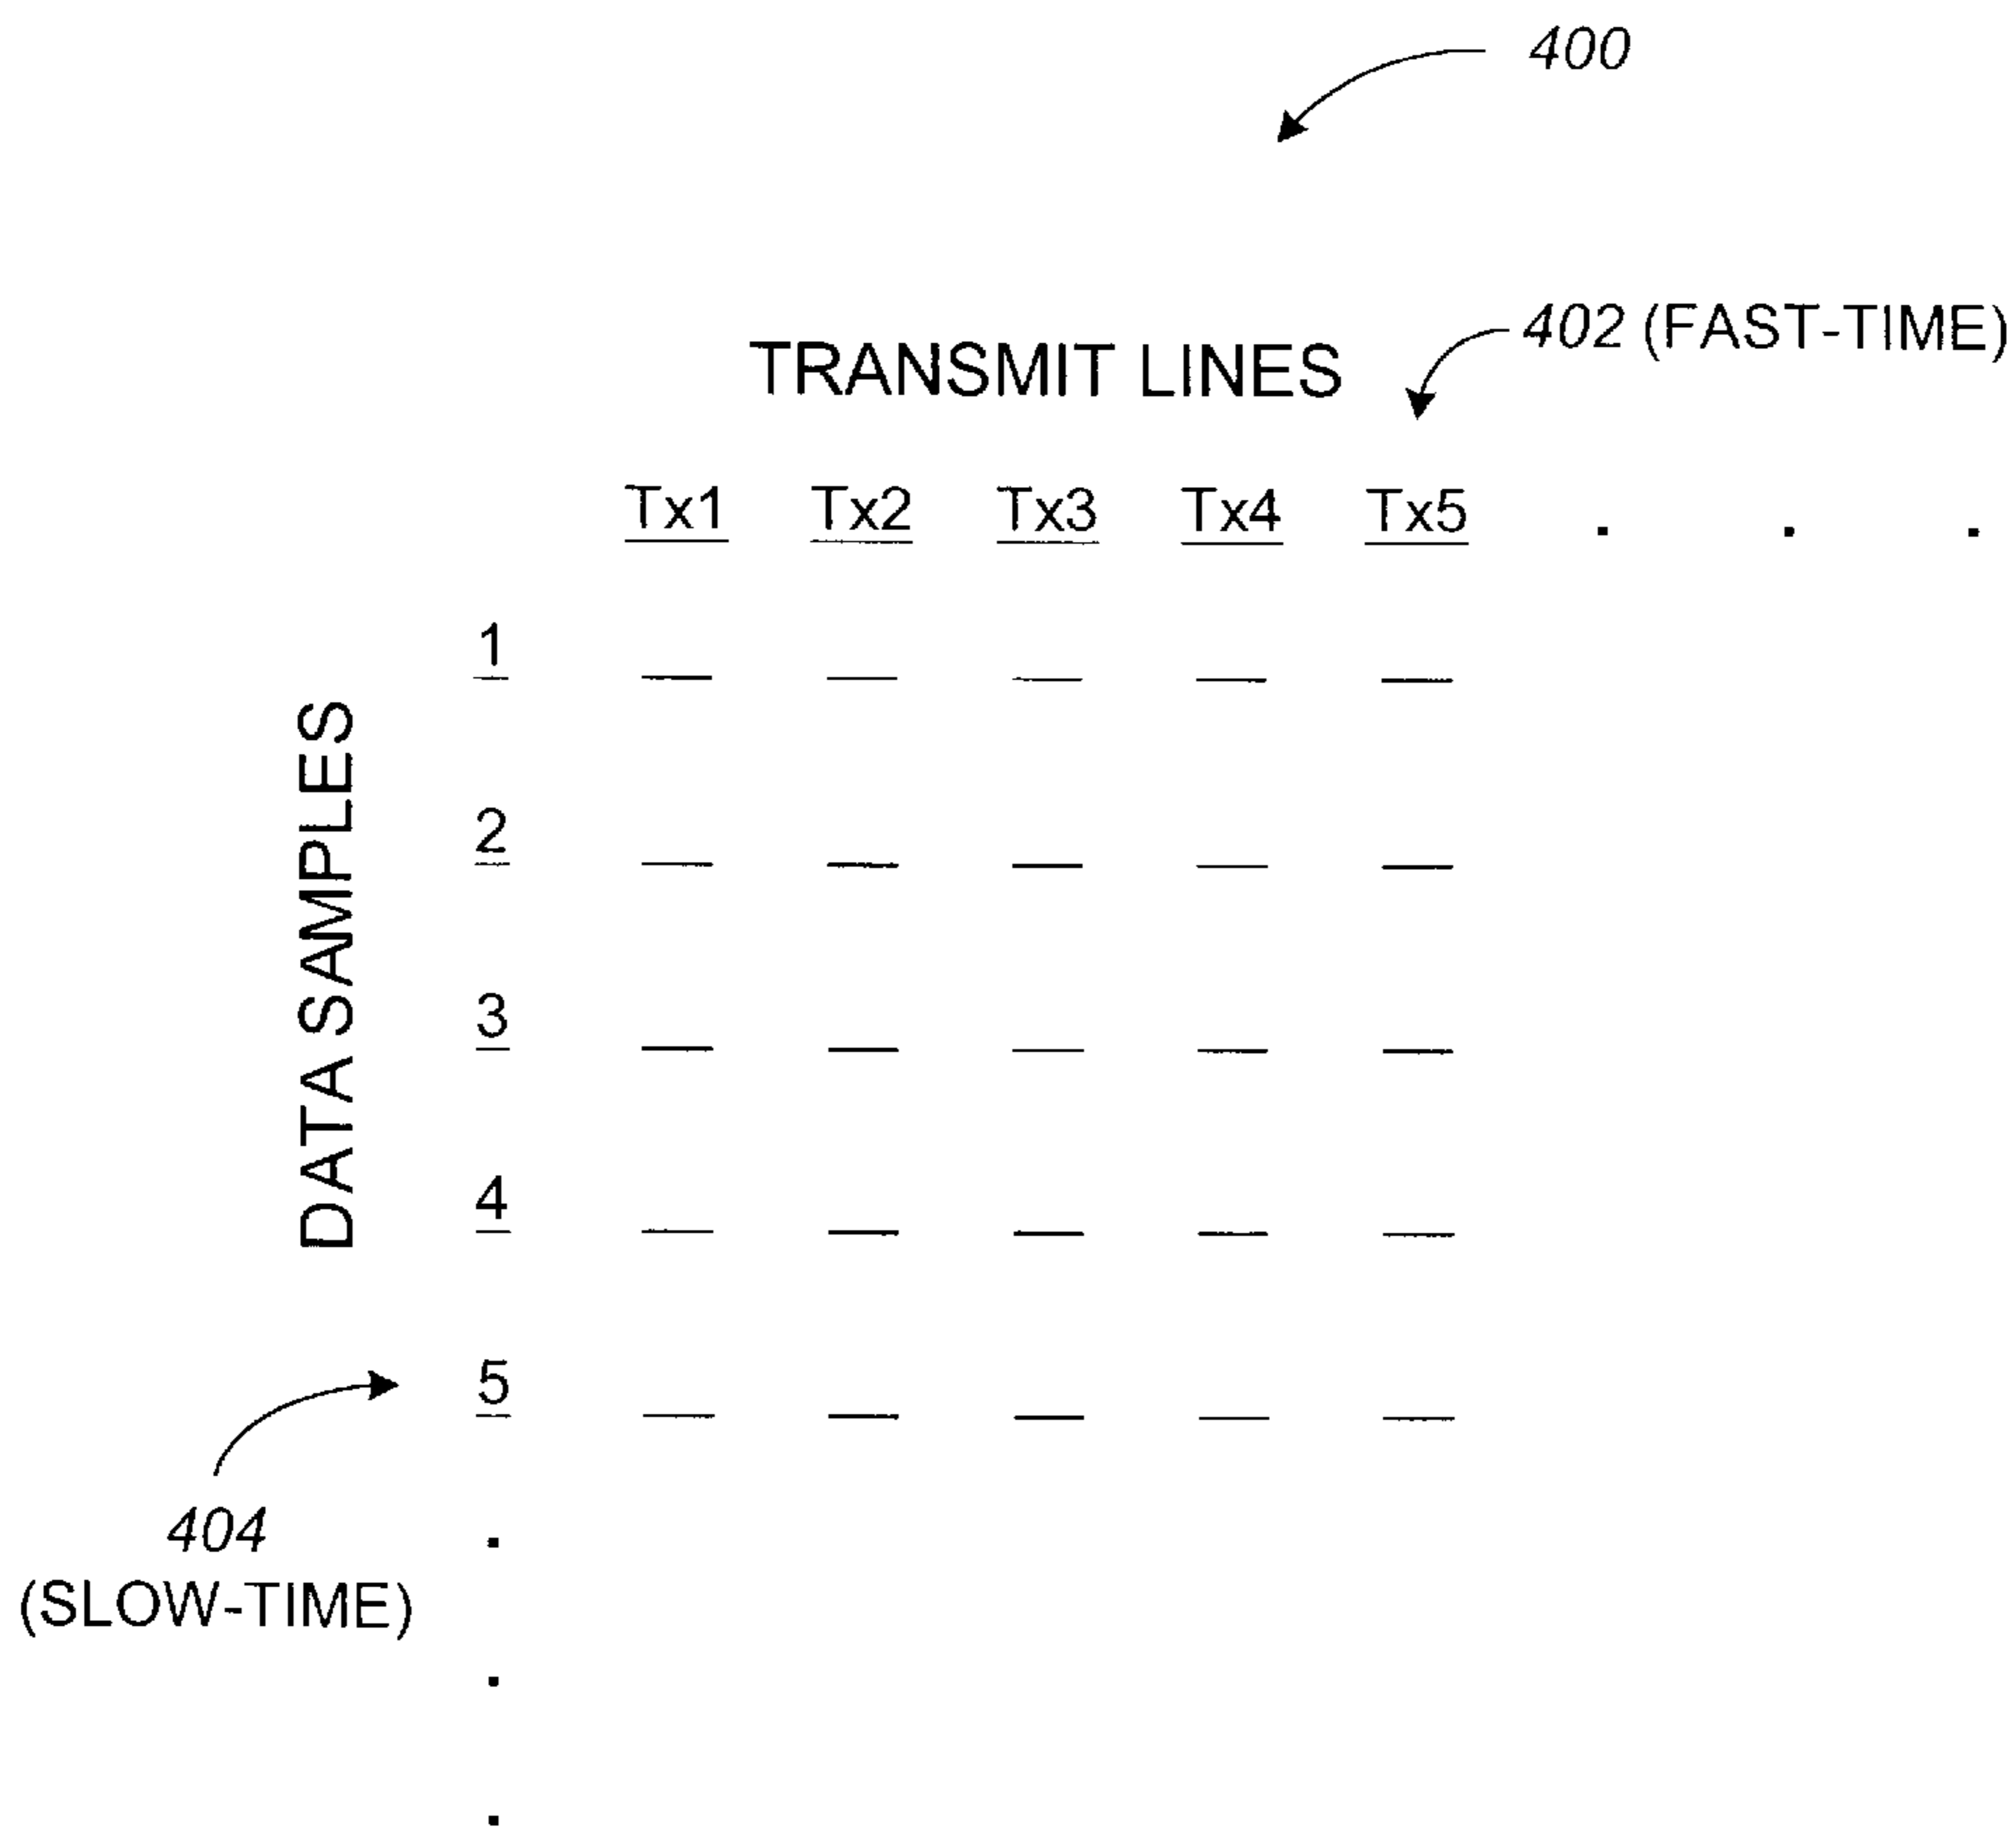 400
402 (FAST-TIME)
TRANSMIT LINES
Tx1 Tx2 Tx3 Tx4 Tx5 . . .
DATA SAMPLES
1
2
3
4
5
.
.
.
404
(SLOW-TIME)